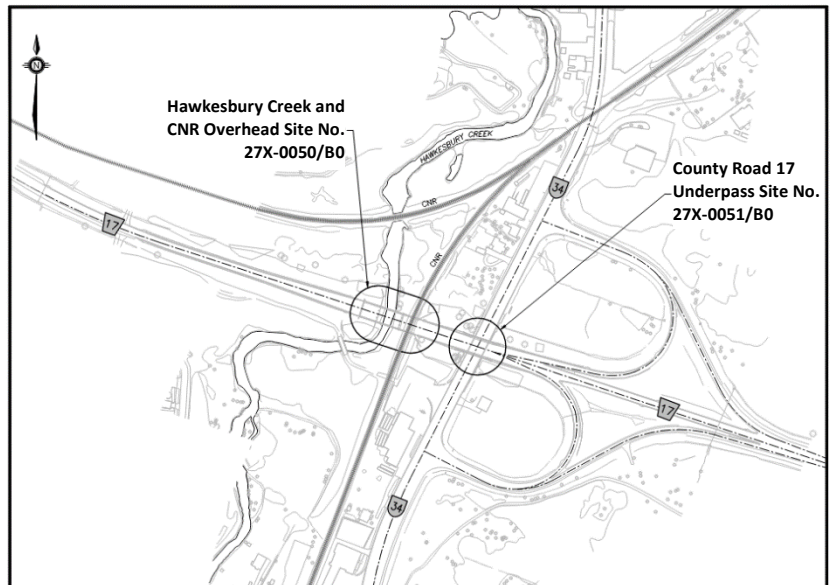 N
Hawkesbury Creek and
CNR Overhead Site No.
27X-0050/B0
HAWKESBURY CREEK
34
County Road 17
Underpass Site No.
27X-0051/B0
CNR
17
CNR
17
34